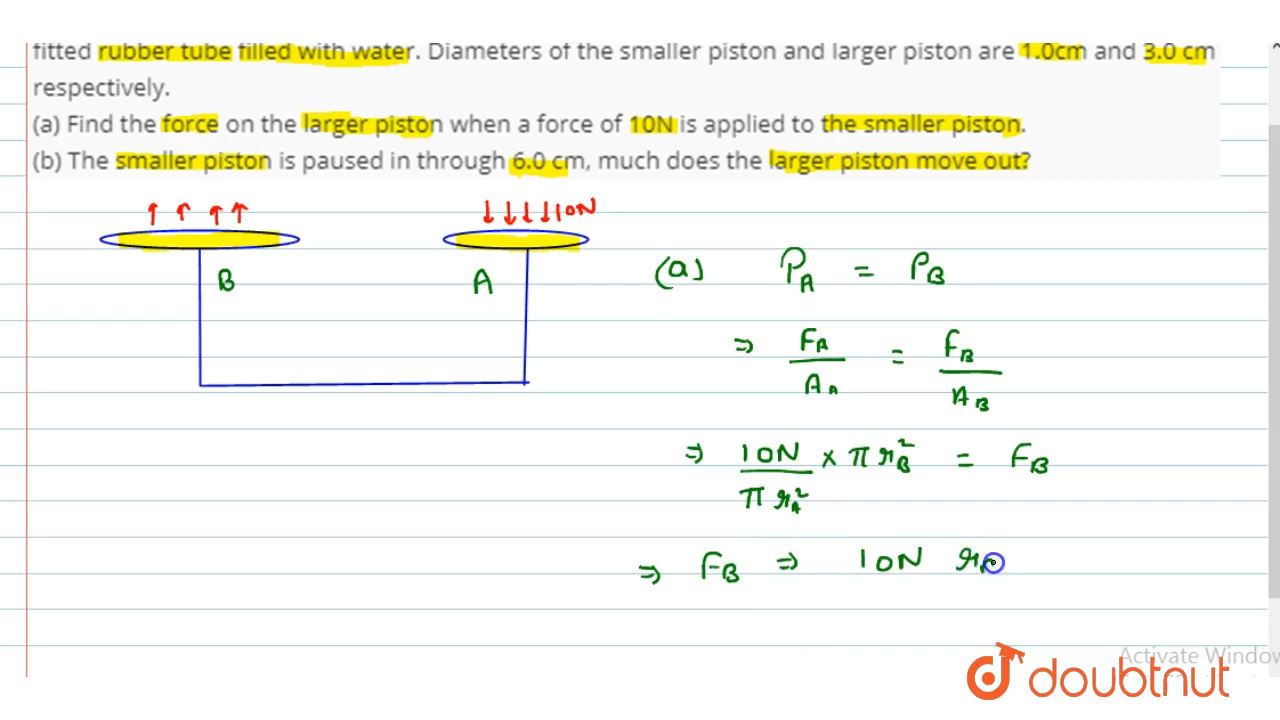 fitted rubber tube filled with water. Diameters of the smaller piston and larger piston are 1.0cm and 3.0 cm
respectively.
(a) Find the force on the larger piston when a force of 10N is applied to the smaller piston.
(b) The smaller piston is paused in through 6.0 cm, much does the larger piston move out?
↑ ↑ ↑ ↑ ↓ ↓ ↓ ↓ 10N
B A
(a) P_A = P_B
⇒ F_A / A_A = F_B / A_B
⇒ 10N / π r_A² × π r_B² = F_B
⇒ F_B ⇒ 10N r
Activate Window
doubtnut